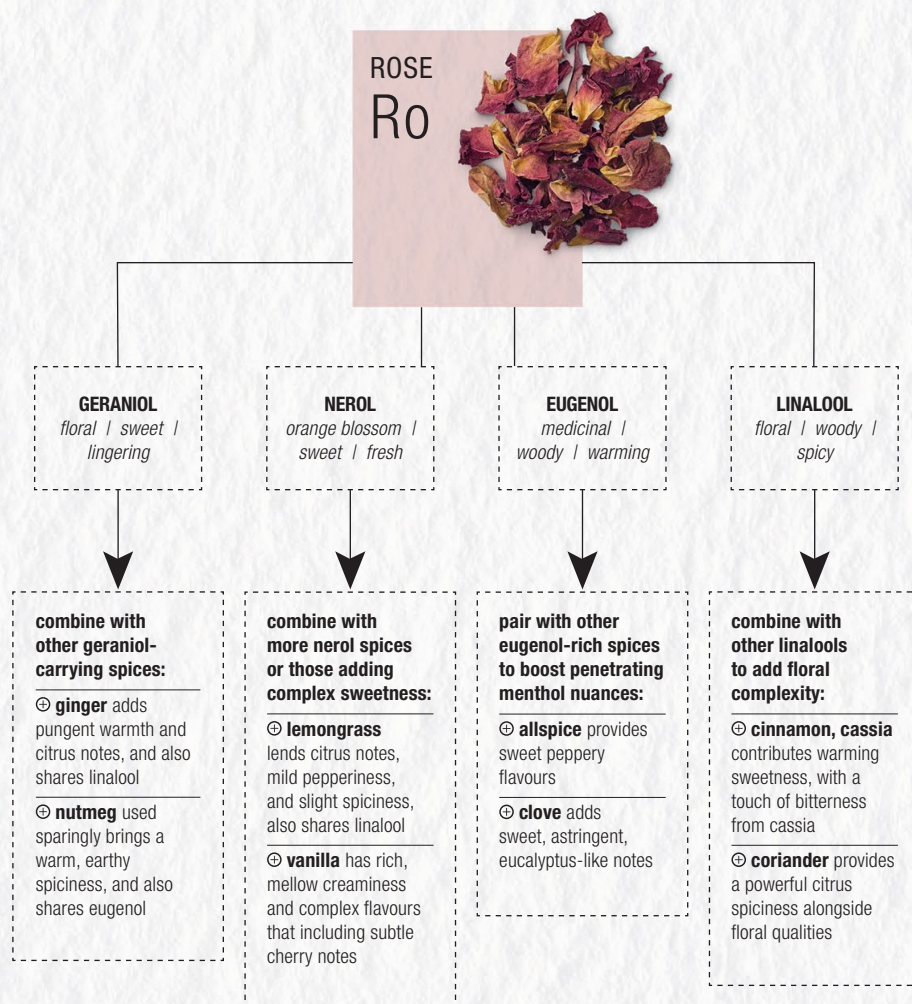 ROSE
Ro
GERANIOL
floral | sweet |
lingering
NEROL
orange blossom |
sweet | fresh
EUGENOL
medicinal |
woody | warming
LINALOOL
floral | woody |
spicy
combine with
other geraniol-
carrying spices:
⊕ ginger adds
pungent warmth and
citrus notes, and also
shares linalool
⊕ nutmeg used
sparingly brings a
warm, earthy
spiciness, and also
shares eugenol
combine with
more nerol spices
or those adding
complex sweetness:
⊕ lemongrass
lends citrus notes,
mild pepperiness,
and slight spiciness,
also shares linalool
⊕ vanilla has rich,
mellow creaminess
and complex flavours
that including subtle
cherry notes
pair with other
eugenol-rich spices
to boost penetrating
menthol nuances:
⊕ allspice provides
sweet peppery
flavours
⊕ clove adds
sweet, astringent,
eucalyptus-like notes
combine with
other linalools
to add floral
complexity:
⊕ cinnamon, cassia
contributes warming
sweetness, with a
touch of bitterness
from cassia
⊕ coriander provides
a powerful citrus
spiciness alongside
floral qualities